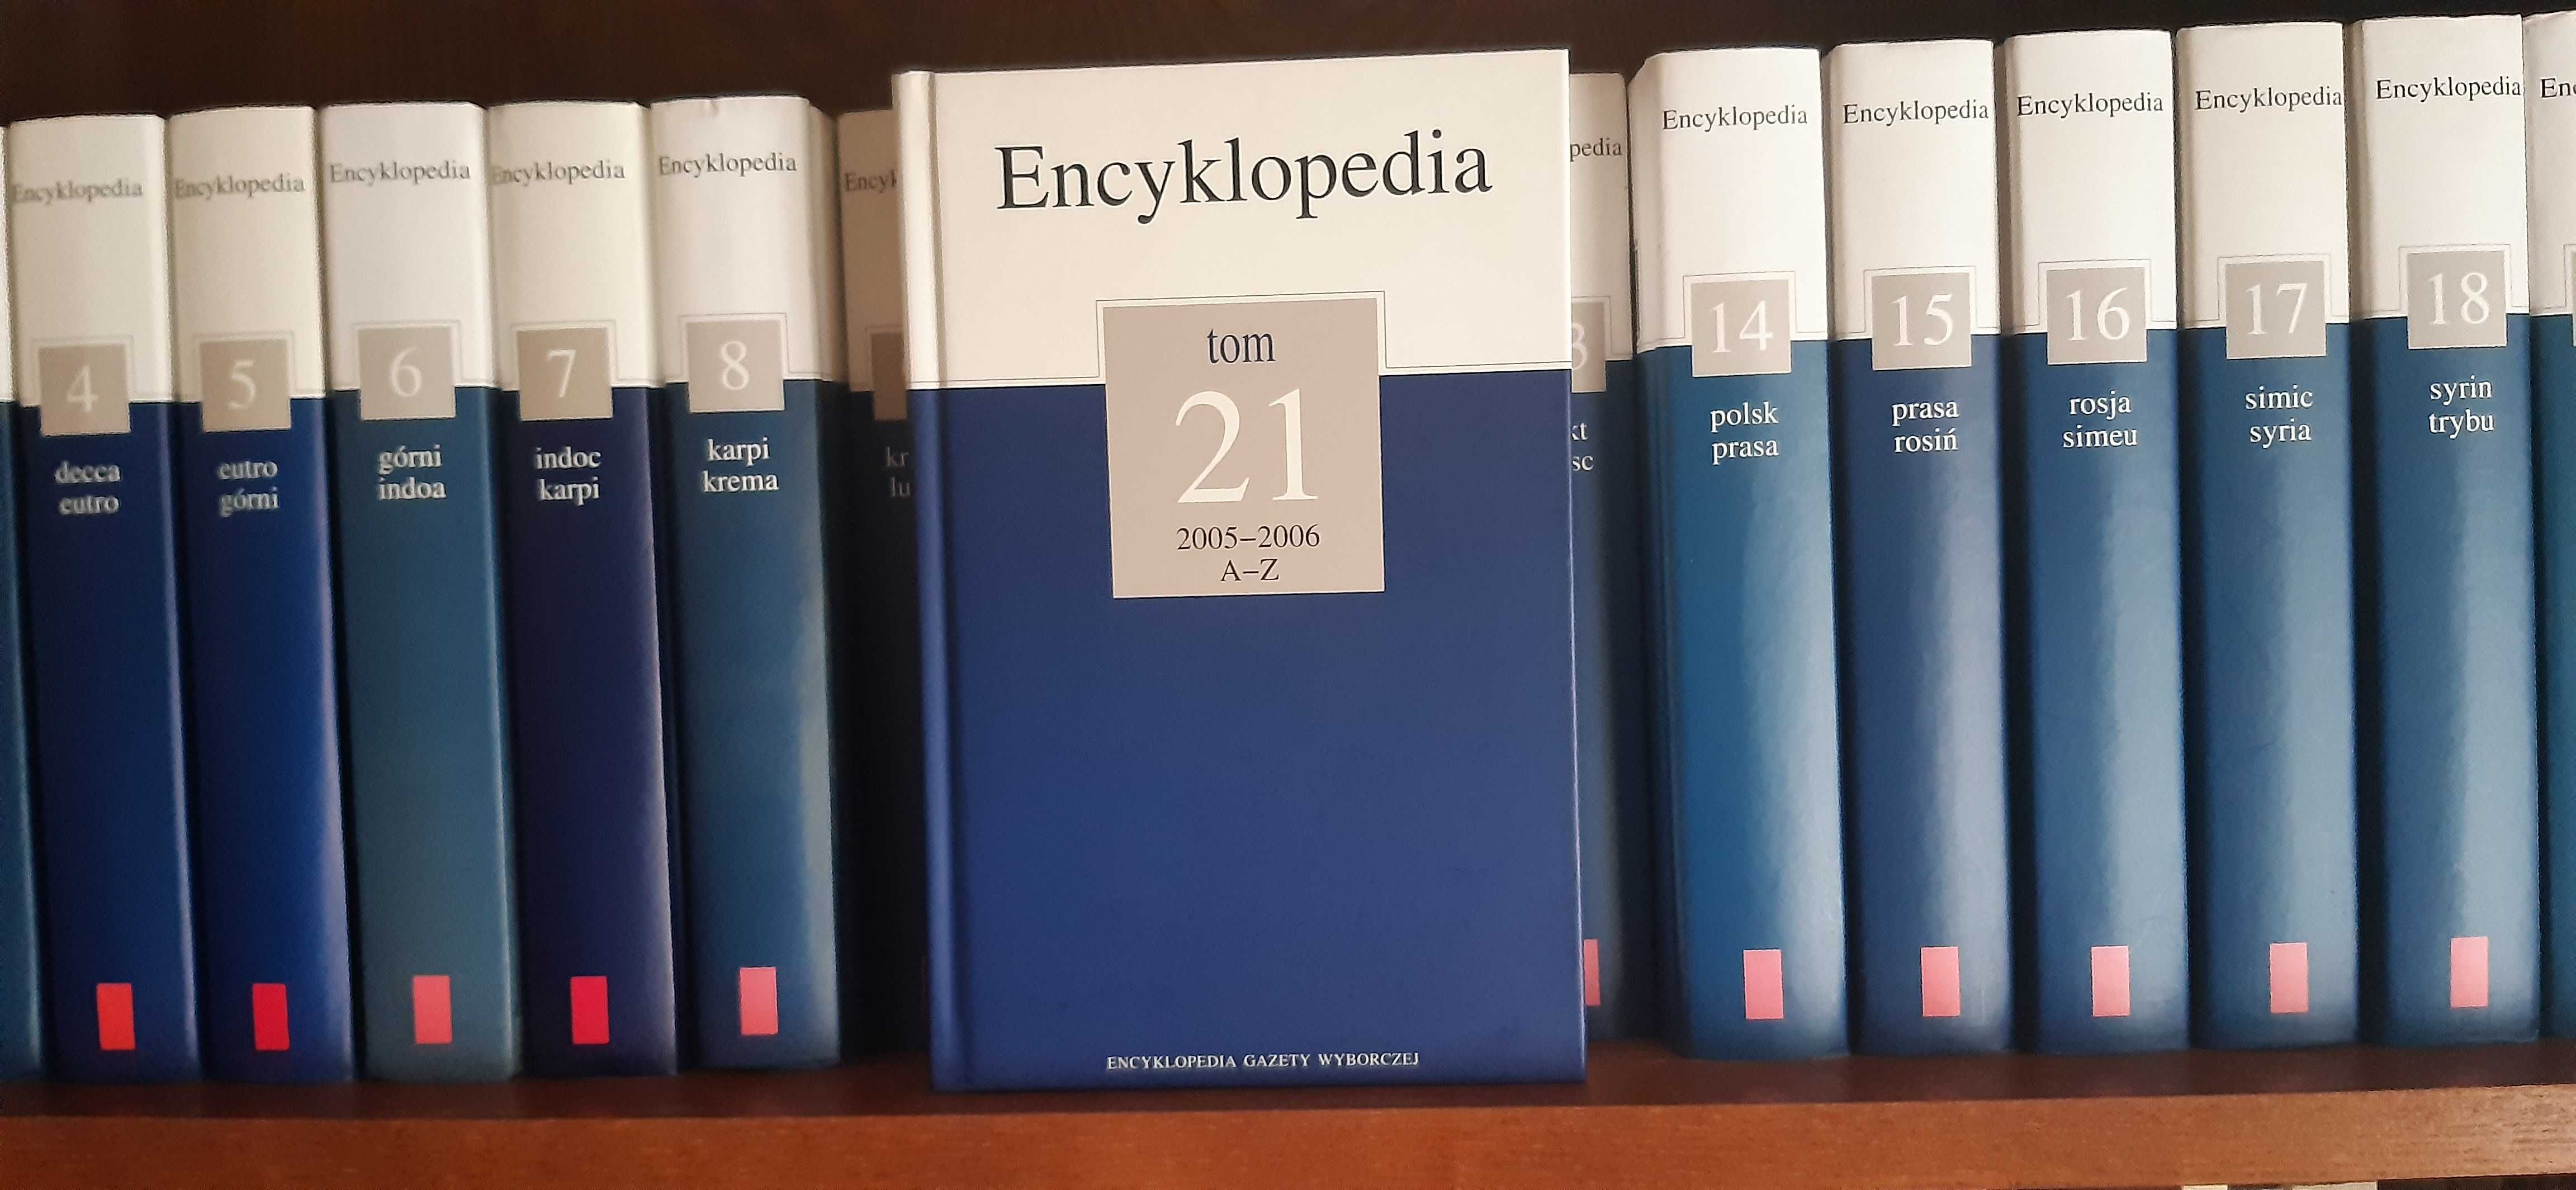 Encyklopedia
4
decca
eutro
Encyklopedia
5
eutro
górni
Encyklopedia
6
górni
indoa
Encyklopedia
7
indoc
karpi
Encyklopedia
8
karpi
krema
Encyklopedia
tom
21
2005–2006
A–Z
ENCYKLOPEDIA GAZETY WYBORCZEJ
Encyklopedia
14
polsk
prasa
Encyklopedia
15
prasa
rosiń
Encyklopedia
16
rosja
simeu
Encyklopedia
17
simic
syria
Encyklopedia
18
syrin
trybu